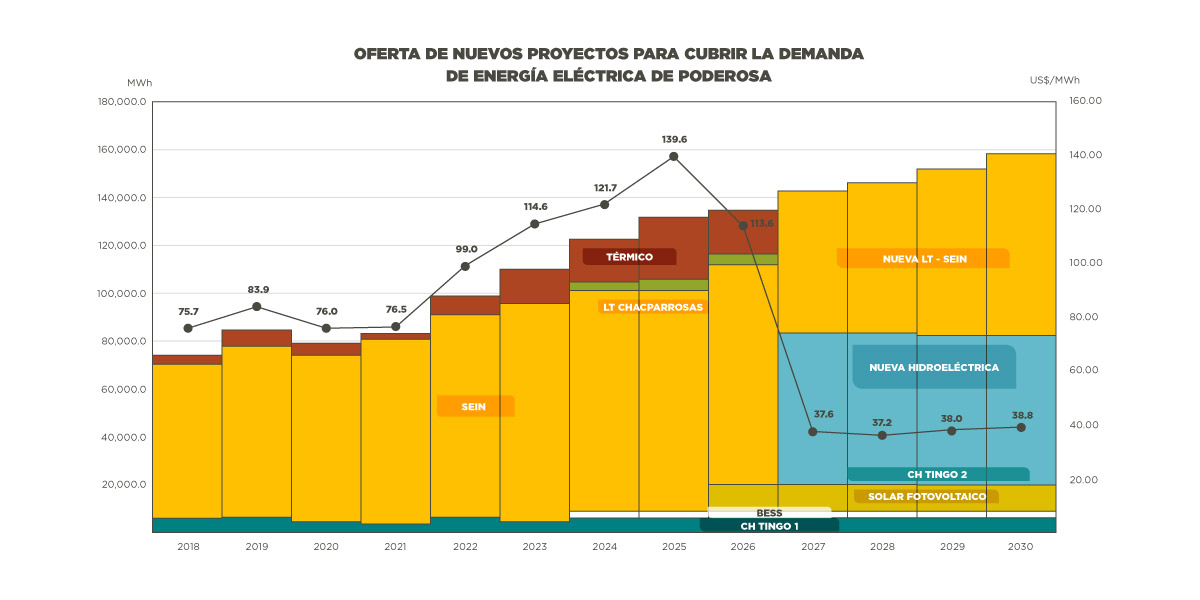 OFERTA DE NUEVOS PROYECTOS PARA CUBRIR LA DEMANDA
DE ENERGÍA ELÉCTRICA DE PODEROSA
MWh
US$/MWh
180,000.0
160,000.0
140,000.0
120,000.0
100,000.0
80,000.0
60,000.0
40,000.0
20,000.0
160.00
140.00
120.00
100.00
80.00
60.00
40.00
20.00
75.7
83.9
76.0
76.5
99.0
114.6
121.7
139.6
113.6
37.6
37.2
38.0
38.8
TÉRMICO
LT CHACPARROSAS
SEIN
NUEVA LT - SEIN
NUEVA HIDROELÉCTRICA
CH TINGO 2
SOLAR FOTOVOLTAICO
BESS
CH TINGO 1
2018 2019 2020 2021 2022 2023 2024 2025 2026 2027 2028 2029 2030